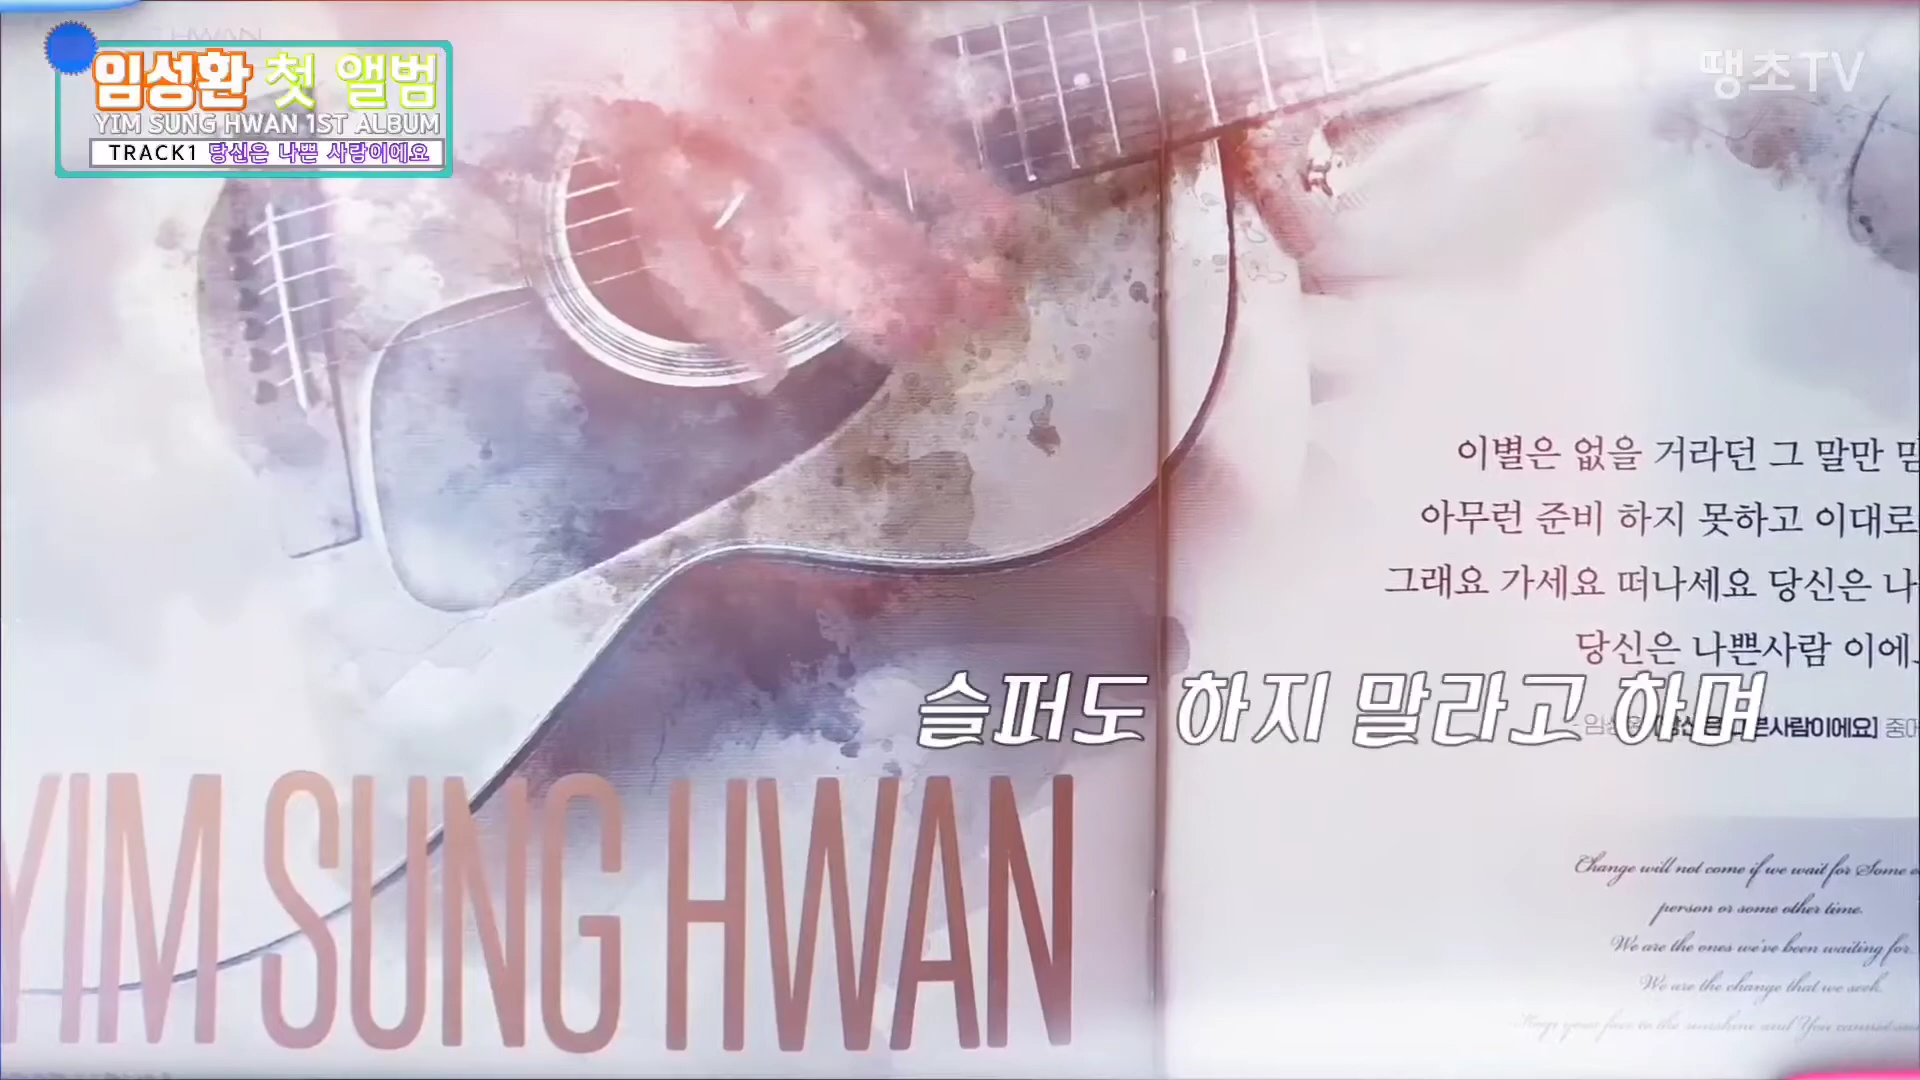 임성환 첫 앨범
YIM SUNG HWAN 1ST ALBUM
TRACK1 당신은 나쁜 사람이에요
땡초TV
이별은 없을 거라던 그 말만
아무런 준비 하지 못하고 이대로
그래요 가세요 떠나세요 당신은
당신은 나쁜사람
슬퍼도 하지 말라고 하며
YIM SUNG HWAN
Change will not come if we wait for Some
person or some other time.
We are the ones we've been waiting for.
We are the change that we seek.